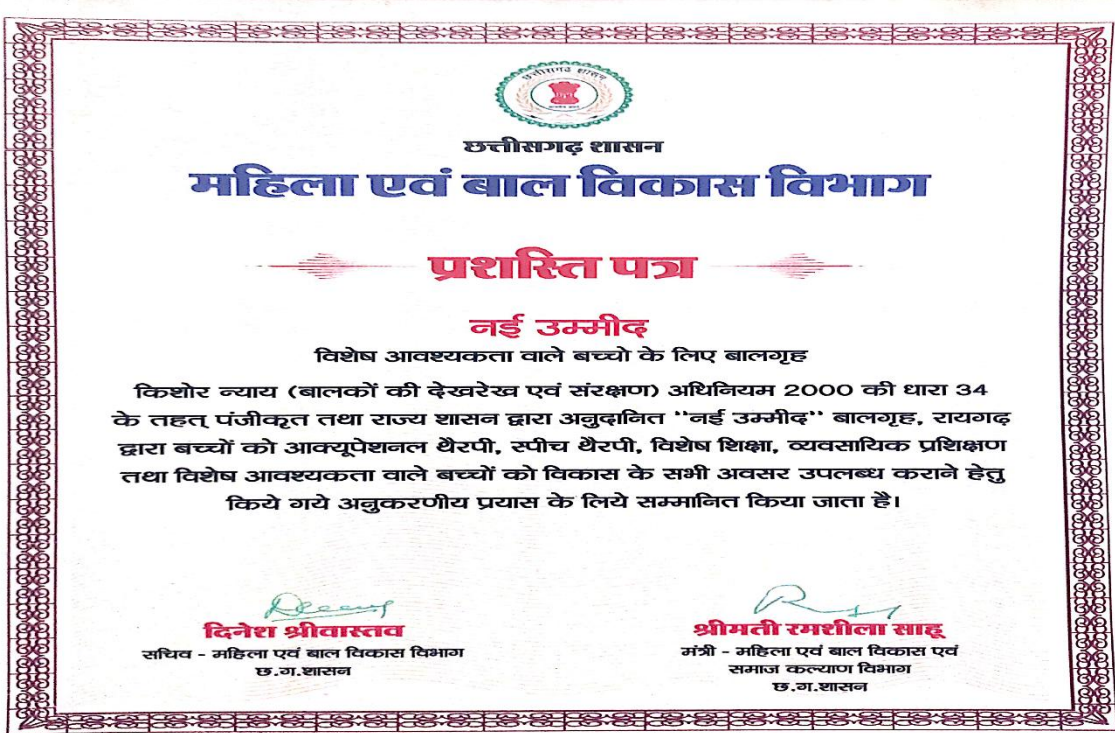 छत्तीसगढ़ शासन
छत्तीसगढ़ शासन
महिला एवं बाल विकास विभाग
प्रशस्ति पत्र
नई उम्मीद
विशेष आवश्यकता वाले बच्चो के लिए बालगृह
किशोर न्याय (बालकों की देखरेख एवं संरक्षण) अधिनियम 2000 की धारा 34
के तहत् पंजीकृत तथा राज्य शासन द्वारा अनुदानित “नई उम्मीद” बालगृह, रायगढ़
द्वारा बच्चों को आक्यूपेशनल थैरपी, स्पीच थैरपी, विशेष शिक्षा, व्यवसायिक प्रशिक्षण
तथा विशेष आवश्यकता वाले बच्चों को विकास के सभी अवसर उपलब्ध कराने हेतु
किये गये अनुकरणीय प्रयास के लिये सम्मानित किया जाता है।
दिनेश श्रीवास्तव
सचिव - महिला एवं बाल विकास विभाग
छ.ग.शासन
श्रीमती रमशीला साहू
मंत्री - महिला एवं बाल विकास एवं
समाज कल्याण विभाग
छ.ग.शासन